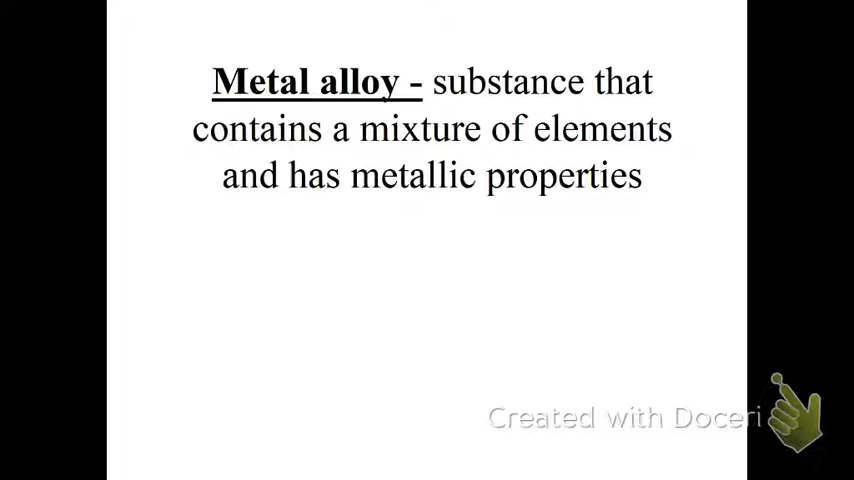 Metal alloy - substance that
contains a mixture of elements
and has metallic properties
Created with Doceri